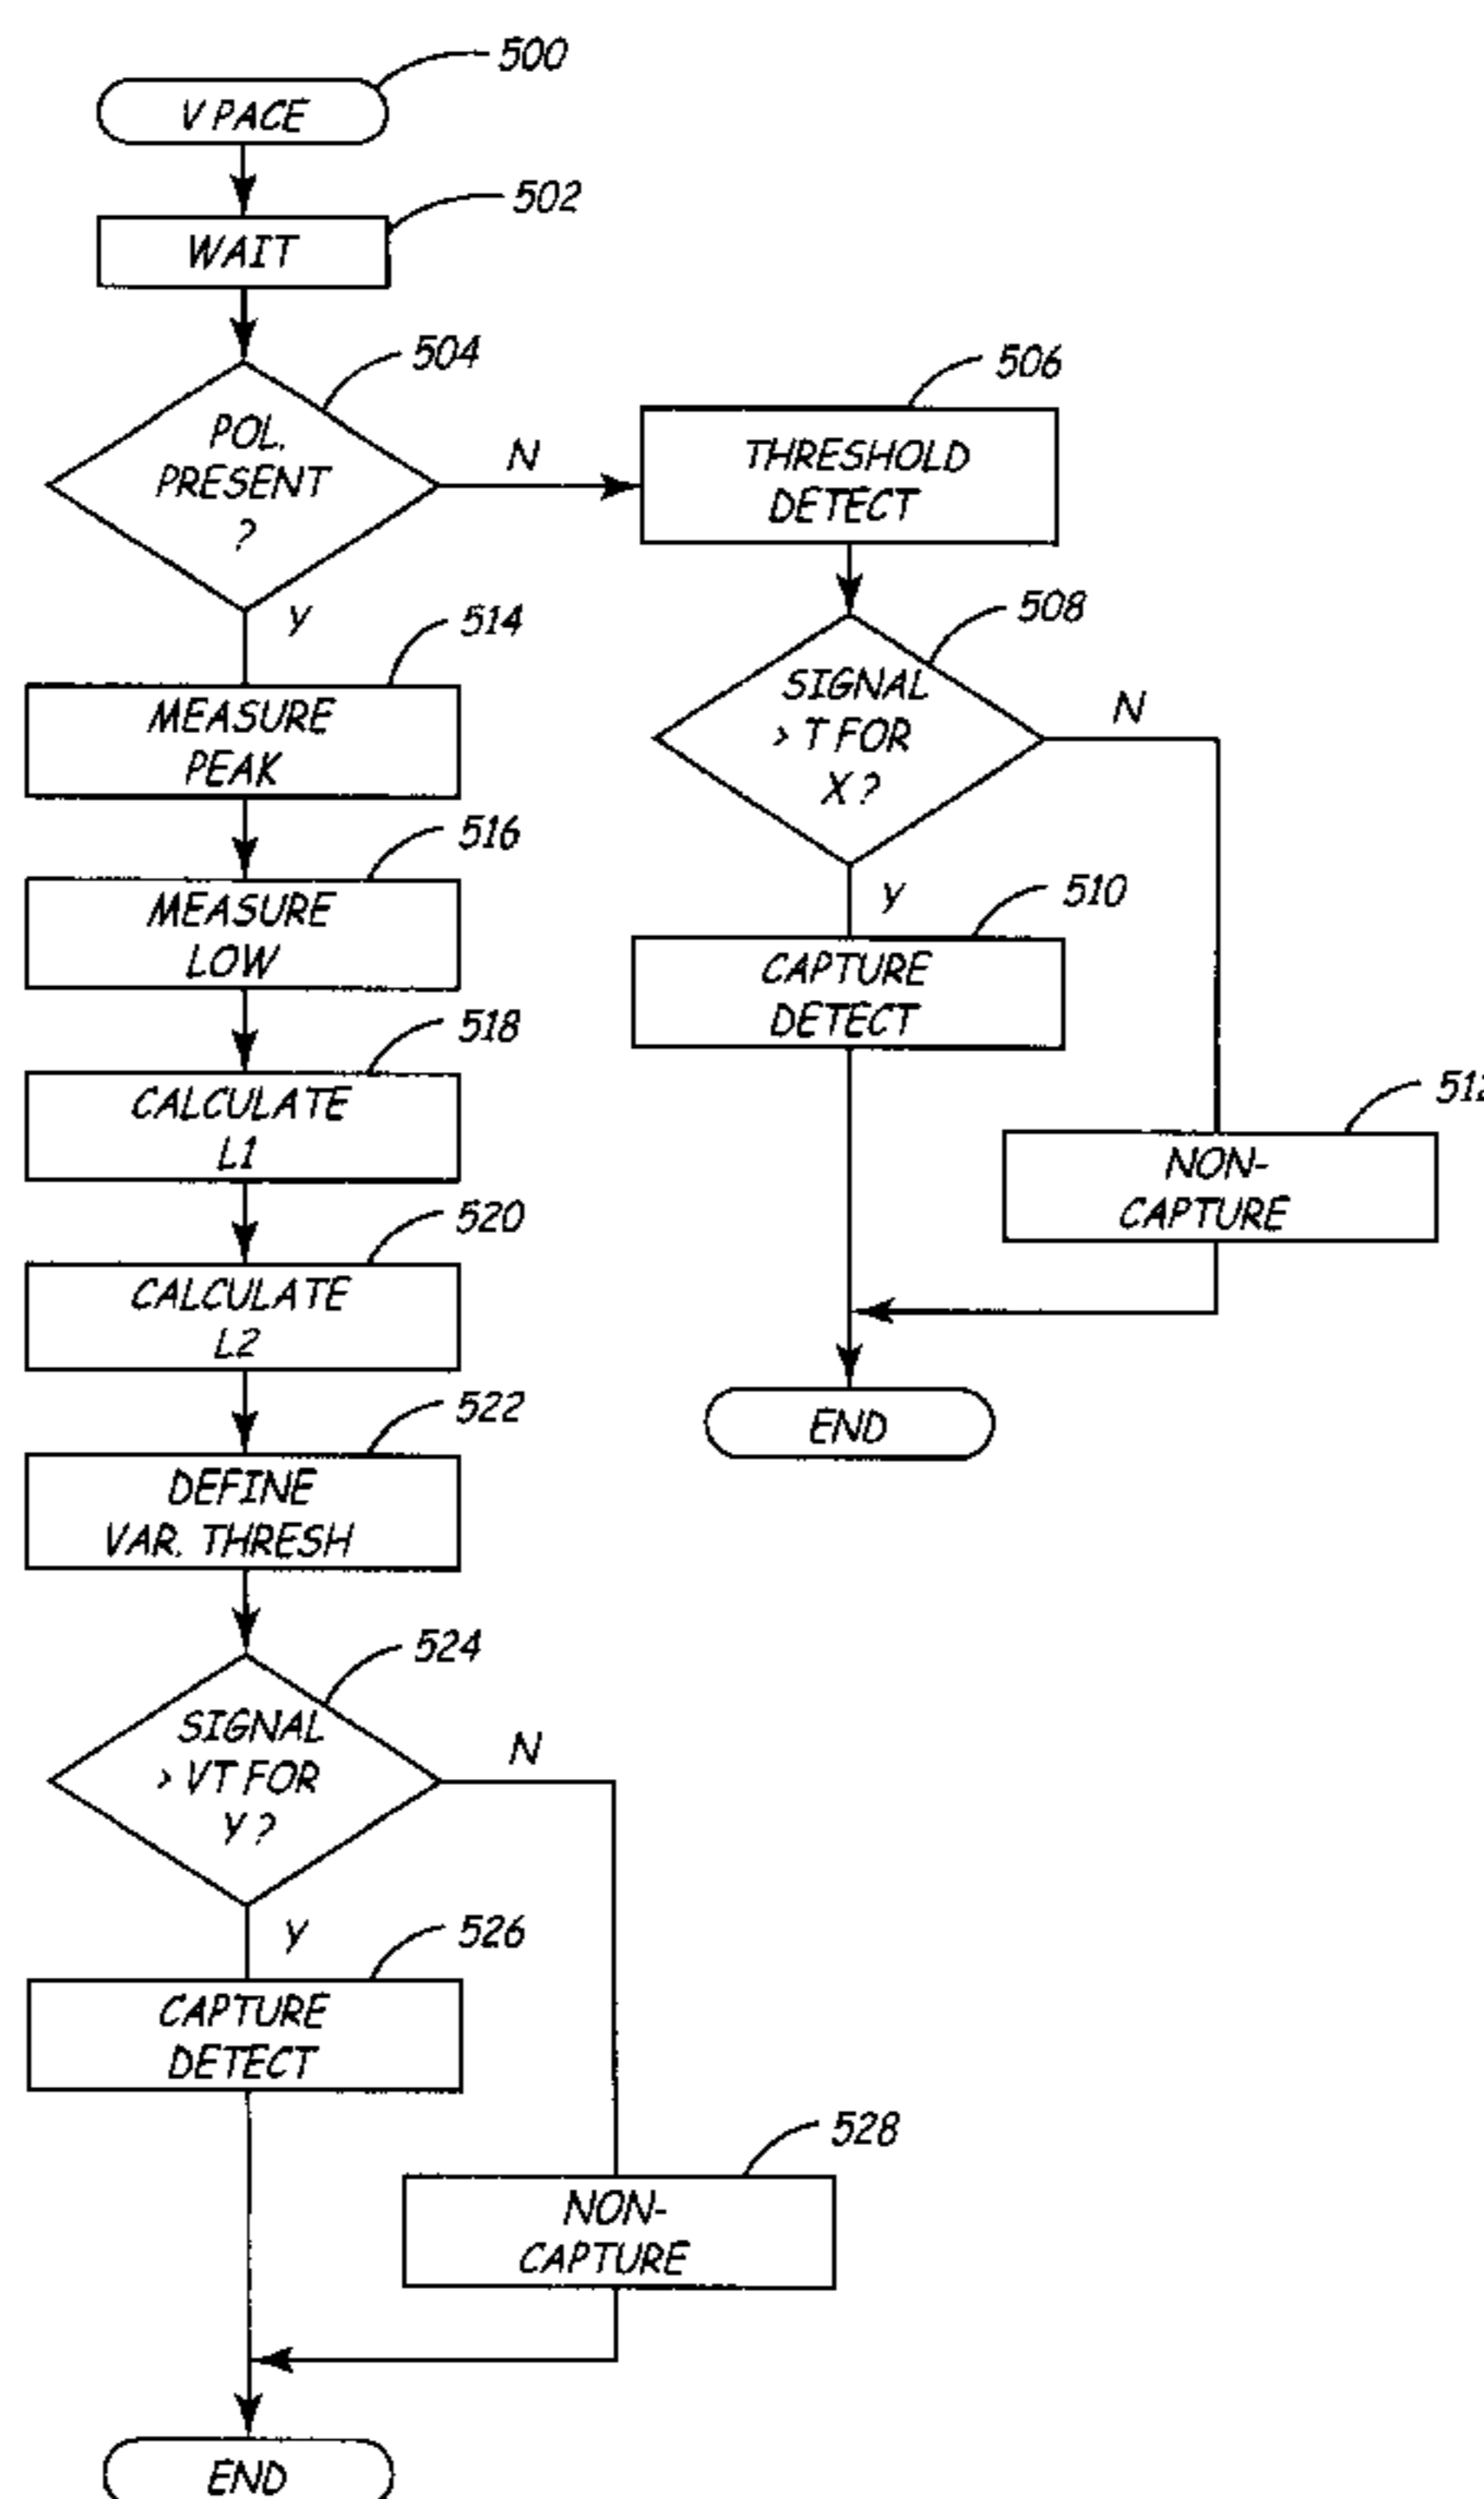 500
V PACE
502
WAIT
504
POL.
PRESENT
?
N
506
THRESHOLD
DETECT
Y
508
SIGNAL
> T FOR
X ?
N
514
MEASURE
PEAK
516
MEASURE
LOW
Y
510
CAPTURE
DETECT
518
CALCULATE
L1
512
NON-
CAPTURE
520
CALCULATE
L2
END
522
DEFINE
VAR. THRESH
524
SIGNAL
> VT FOR
Y ?
N
Y
526
CAPTURE
DETECT
528
NON-
CAPTURE
END